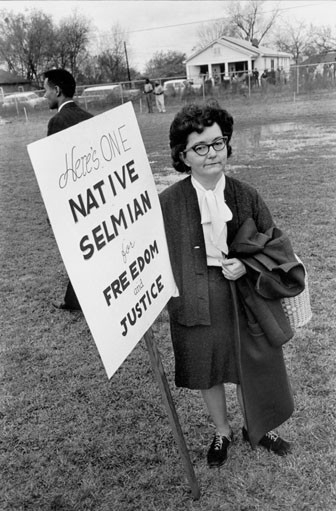 Here's ONE
NATIVE
SELMIAN
for
FREEDOM
and
JUSTICE